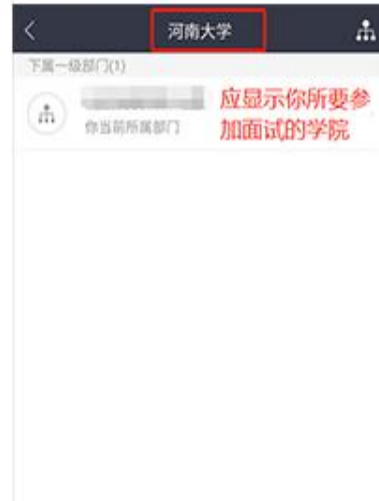 河南大学
下属一级部门(1)
应显示你所要参
你当前所属部门
加面试的学院